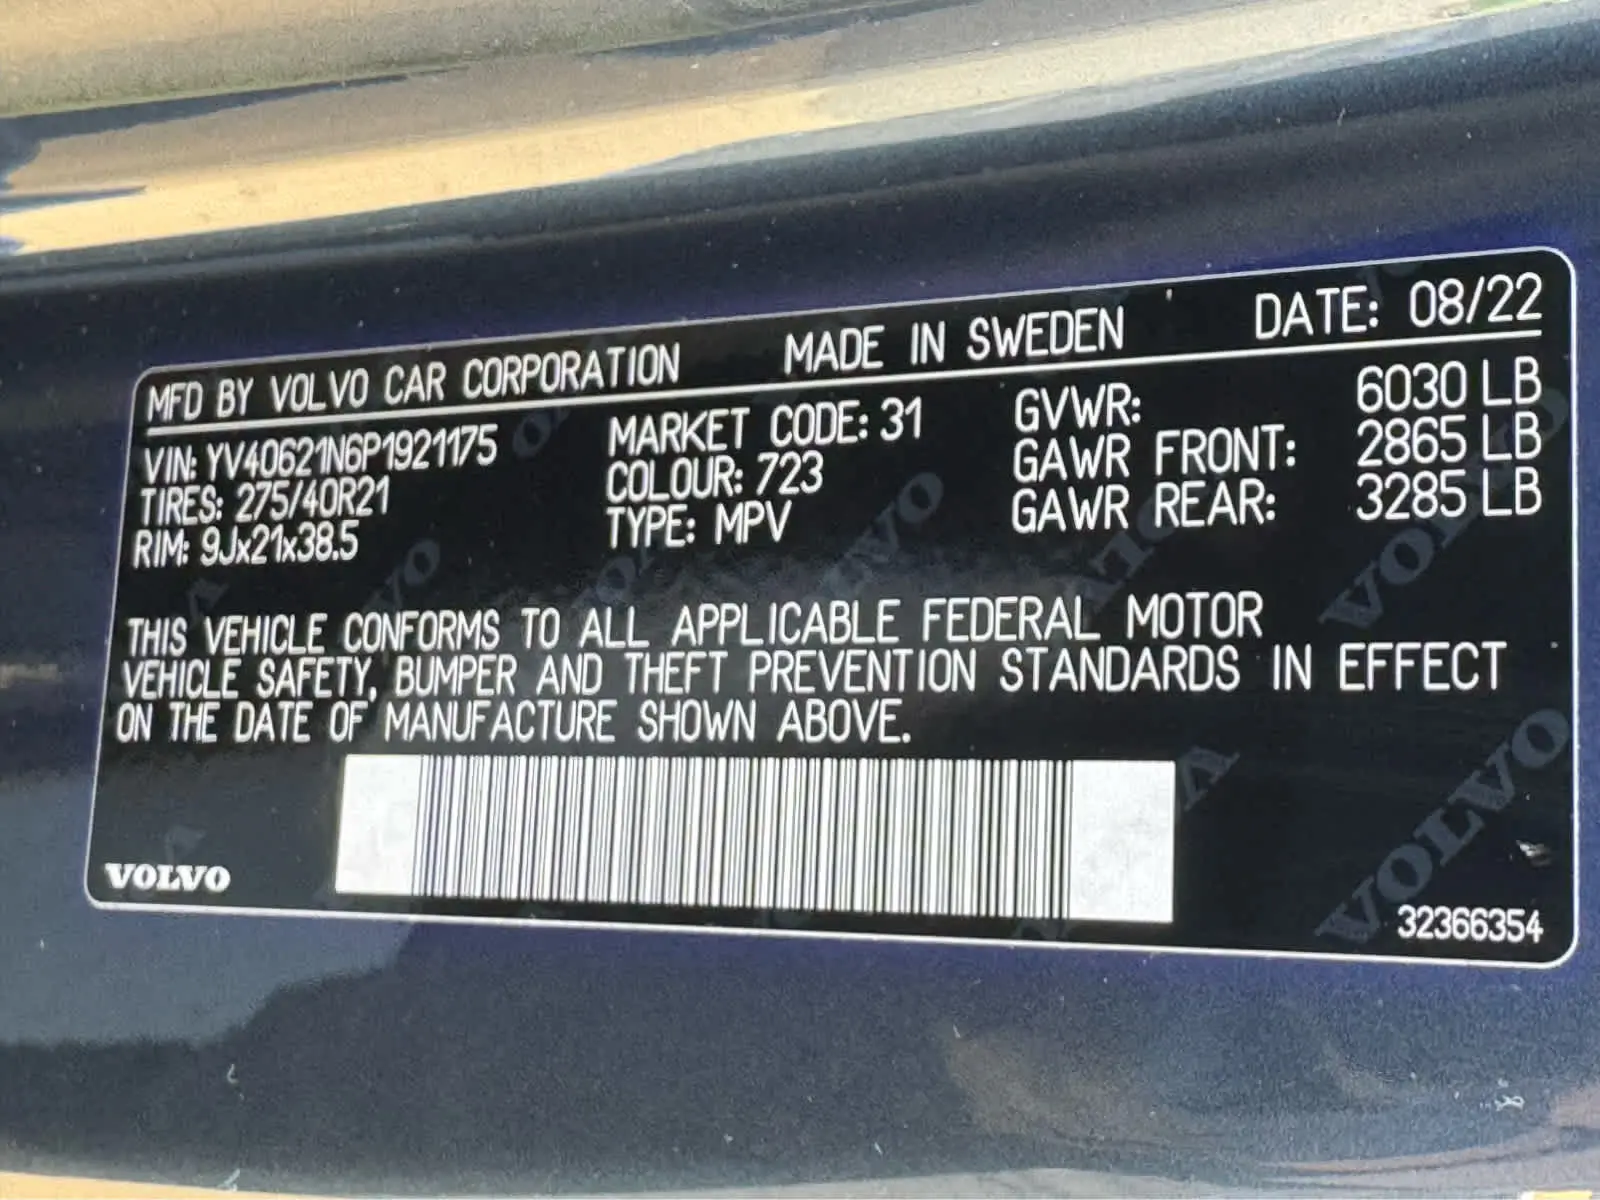 MFD BY VOLVO CAR CORPORATION MADE IN SWEDEN DATE: 08/22
VIN: YV40621N6P1921175 MARKET CODE: 31 GVWR: 6030 LB
TIRES: 275/40R21 COLOUR: 723 GAWR FRONT: 2865 LB
RIM: 9Jx21x38.5 TYPE: MPV GAWR REAR: 3285 LB
THIS VEHICLE CONFORMS TO ALL APPLICABLE FEDERAL MOTOR
VEHICLE SAFETY, BUMPER AND THEFT PREVENTION STANDARDS IN EFFECT
ON THE DATE OF MANUFACTURE SHOWN ABOVE.
VOLVO
32366354